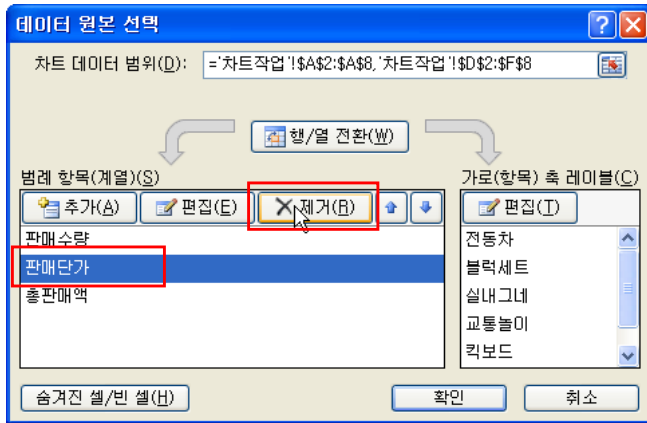 데이터 원본 선택
차트 데이터 범위(D): ='차트작업'!$A$2:$A$8,'차트작업'!$D$2:$F$8
행/열 전환(W)
범례 항목(계열)(S)
추가(A) 편집(E) 제거(R)
판매수량
판매단가
총판매액
가로(항목) 축 레이블(C)
편집(T)
전동차
블럭세트
실내그네
교통놀이
킥보드
숨겨진 셀/빈 셀(H) 확인 취소